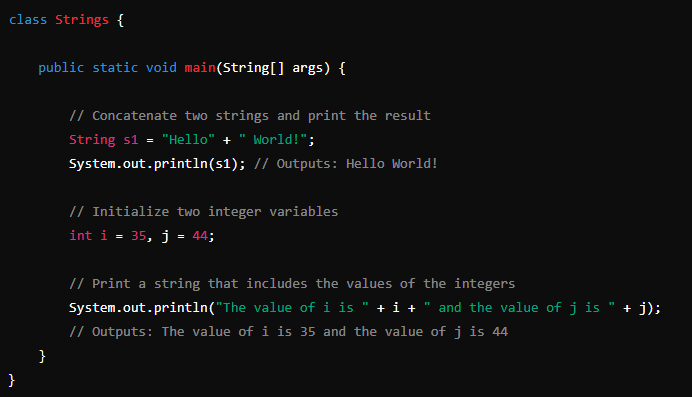 class Strings {
public static void main(String[] args) {
// Concatenate two strings and print the result
String s1 = "Hello" + " World!";
System.out.println(s1); // Outputs: Hello World!
// Initialize two integer variables
int i = 35, j = 44;
// Print a string that includes the values of the integers
System.out.println("The value of i is " + i + " and the value of j is " + j);
// Outputs: The value of i is 35 and the value of j is 44
}
}